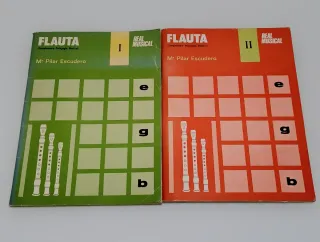 FLAUTA
I
REAL
MUSICAL
Mª Pilar Escudero
e
g
b
FLAUTA
II
REAL
MUSICAL
Mª Pilar Escudero
e
g
b